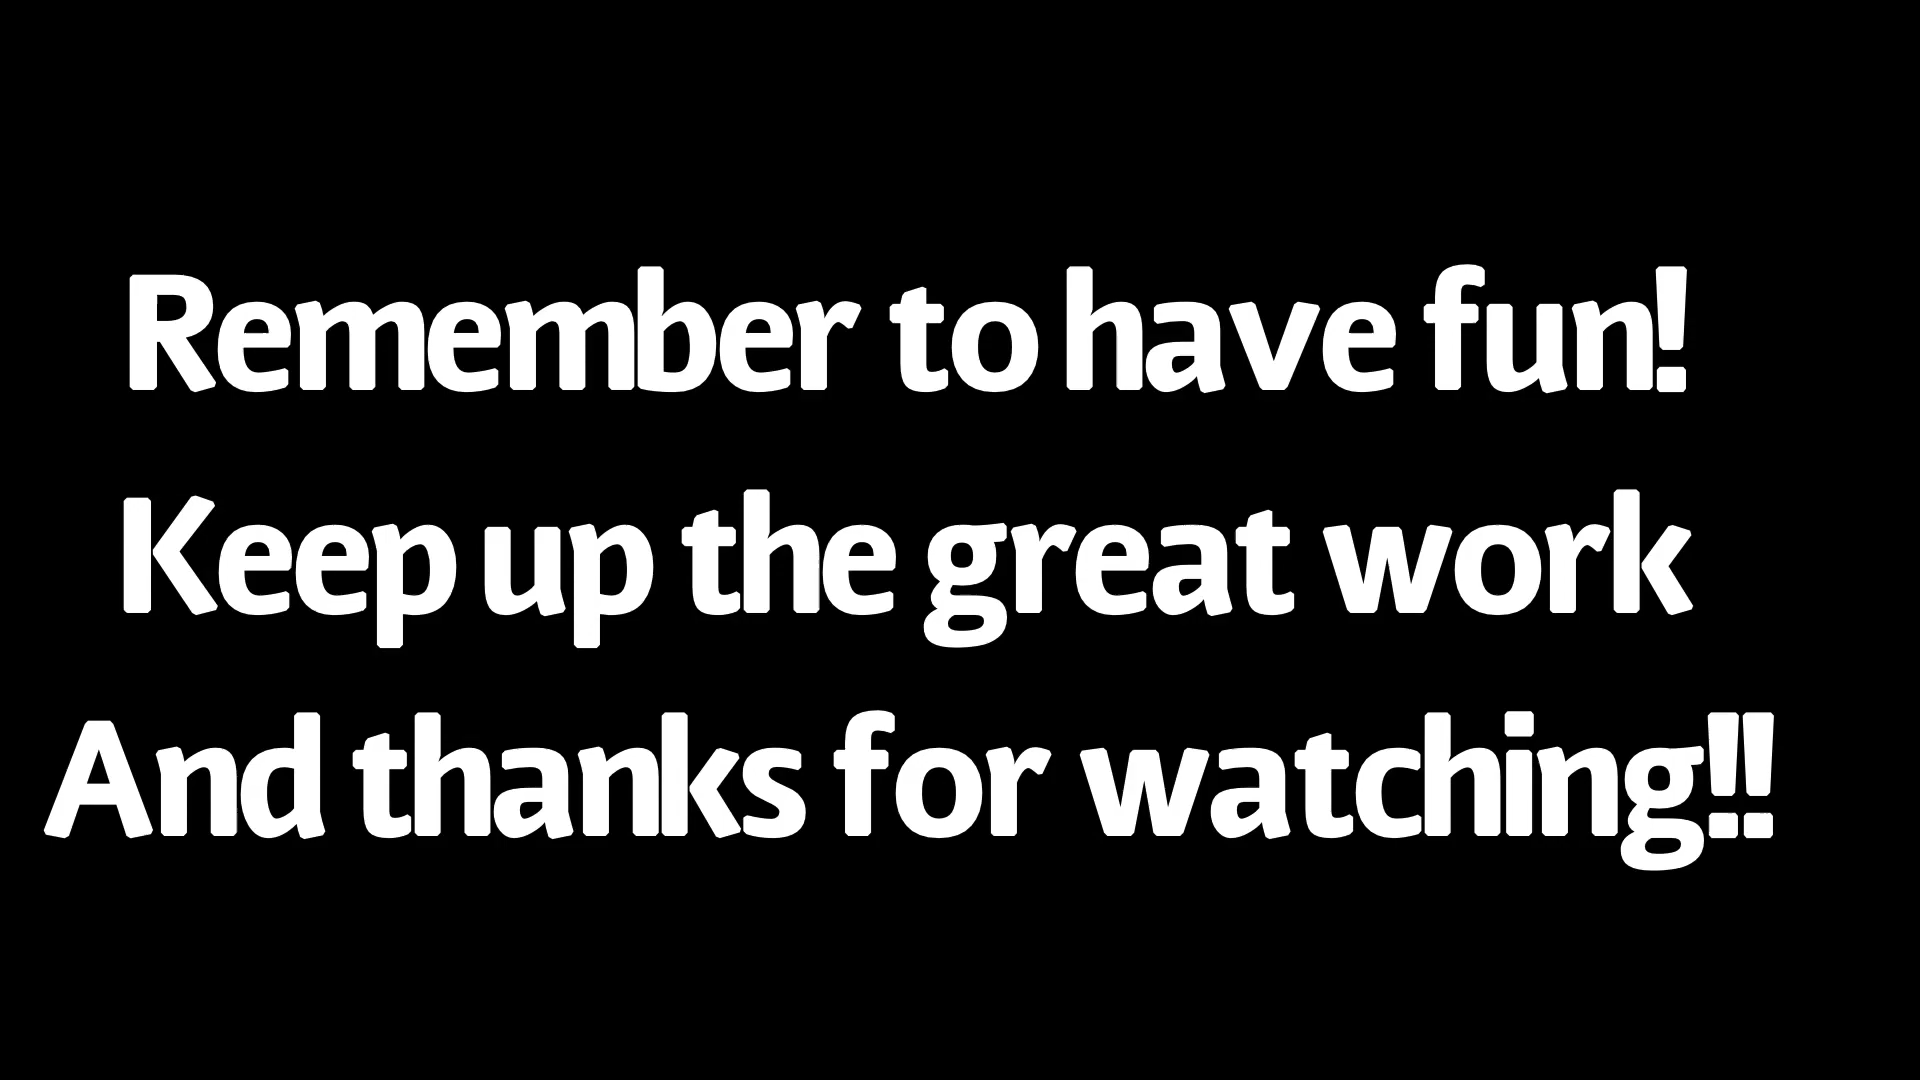 Remember to have fun!
Keep up the great work
And thanks for watching!!